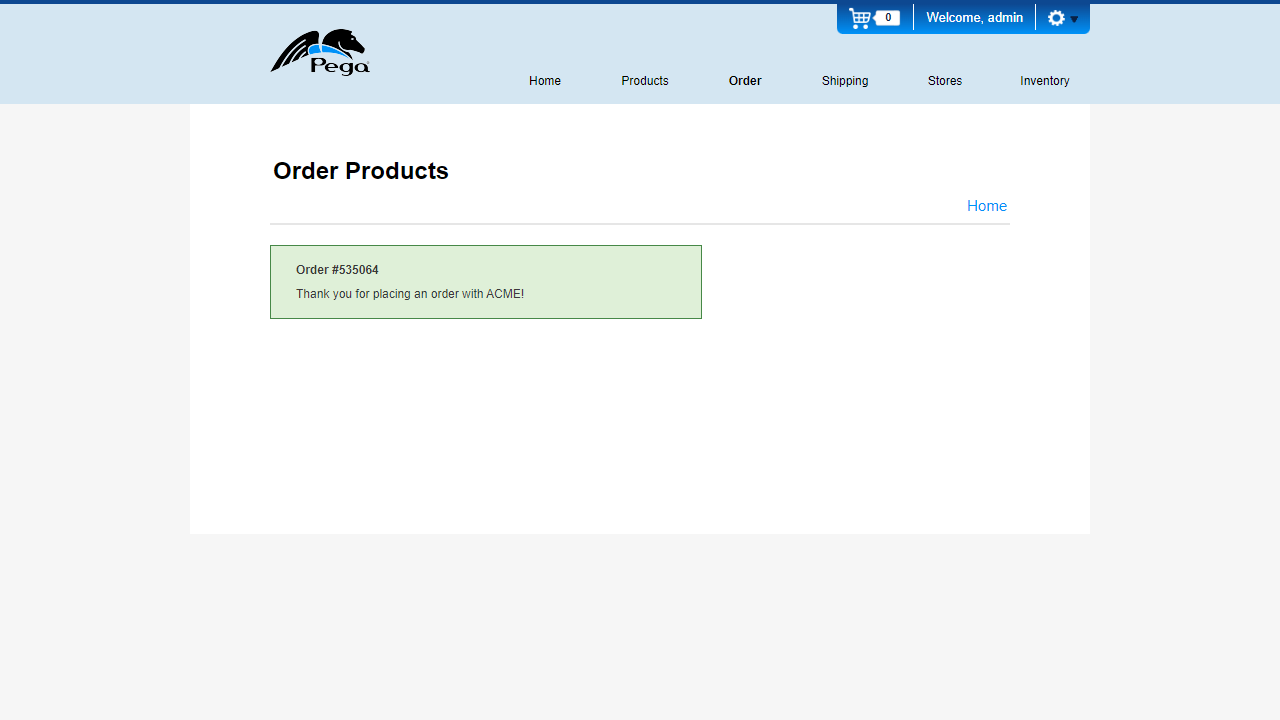 0
Welcome, admin
Pega
Home
Products
Order
Shipping
Stores
Inventory
Order Products
Home
Order #535064
Thank you for placing an order with ACME!